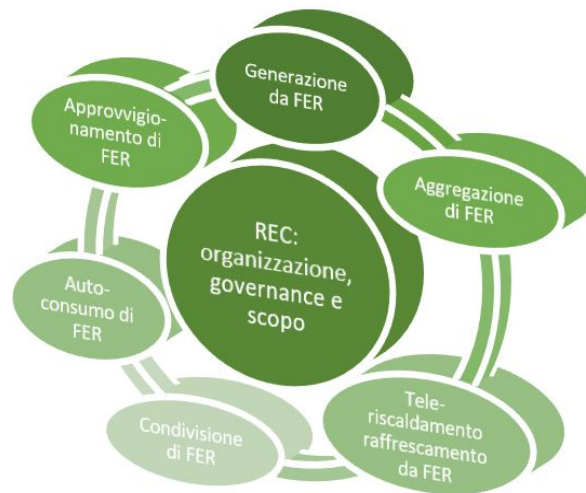 Generazione
da FER
Approvvigio-
namento di
FER
Aggregazione
di FER
REC:
organizzazione,
governance e
scopo
Auto-
consumo di
FER
Tele-
riscaldamento
raffrescamento
da FER
Condivisione
di FER